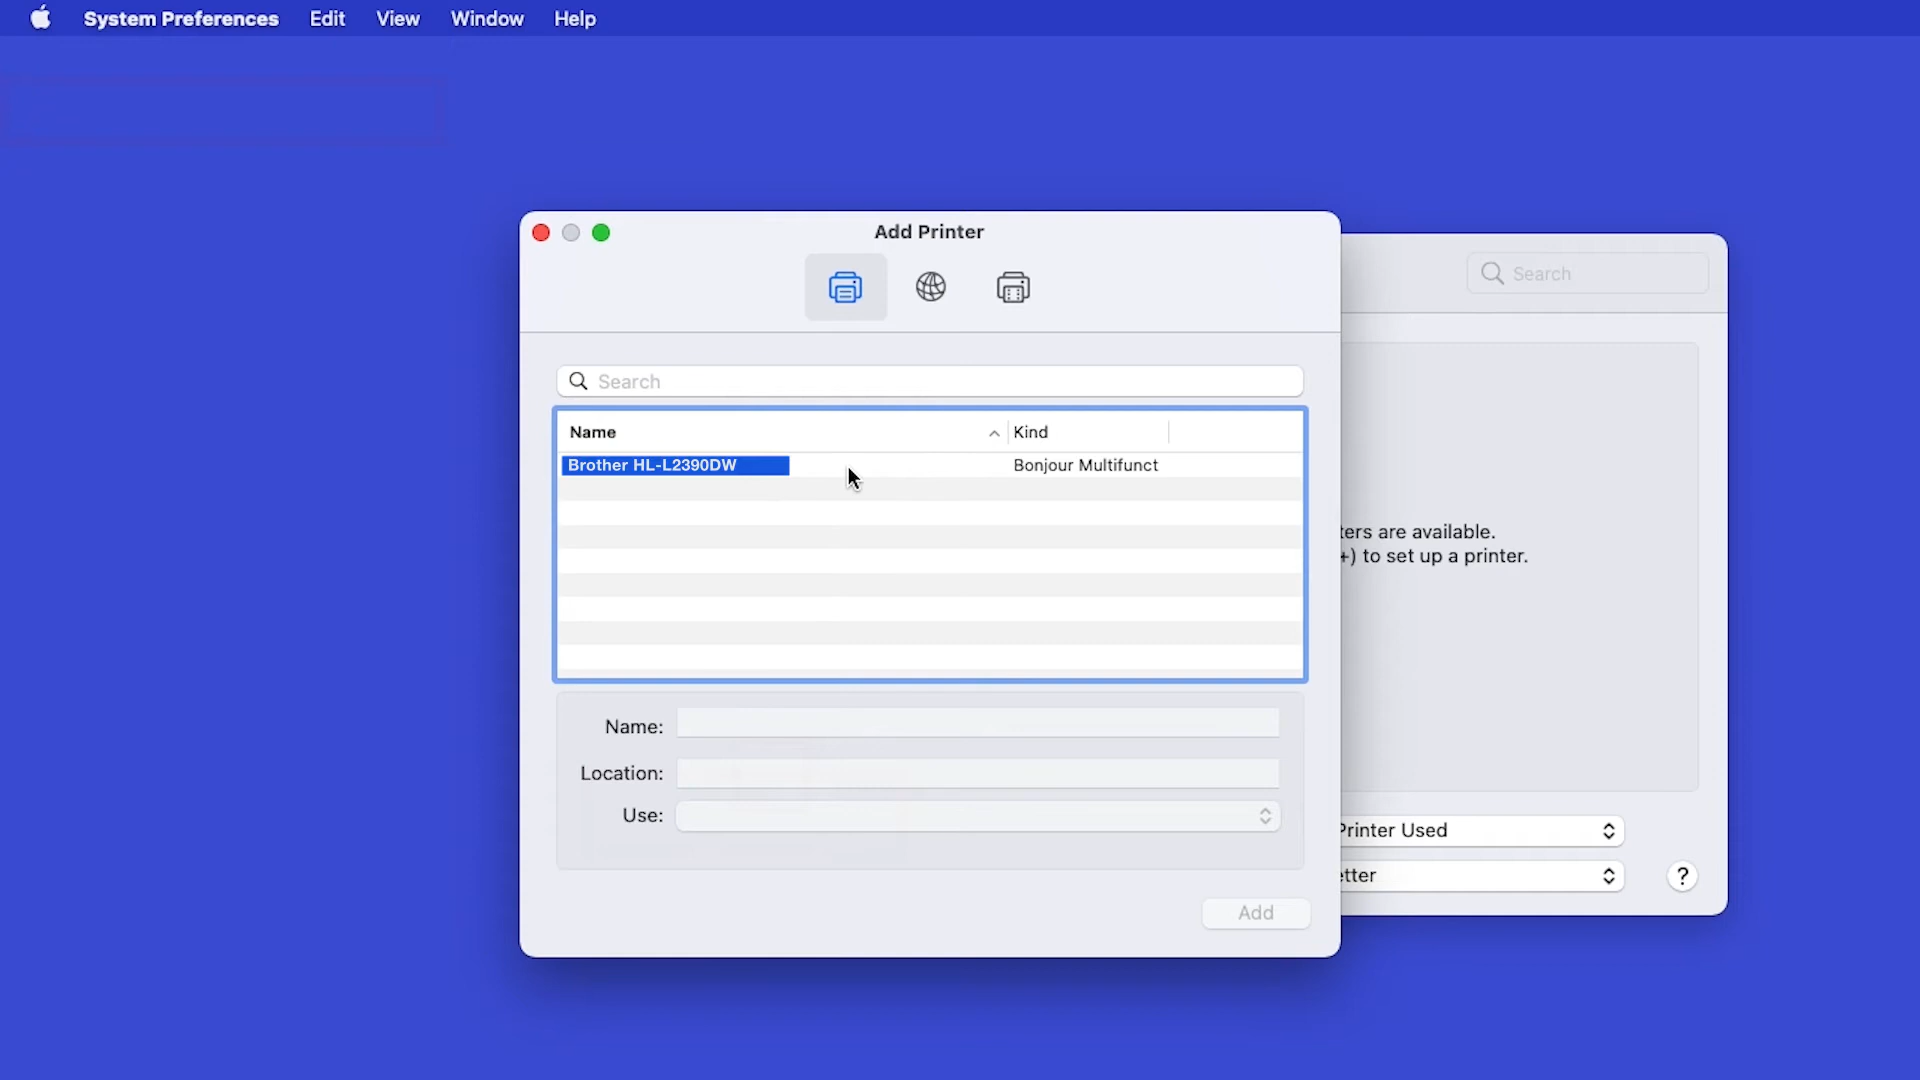 System Preferences Edit View Window Help
Add Printer
Search
Search
Name Kind
Brother HL-L2390DW Bonjour Multifunct
ters are available.
+) to set up a printer.
Name:
Location:
Use:
Printer Used
etter
?
Add